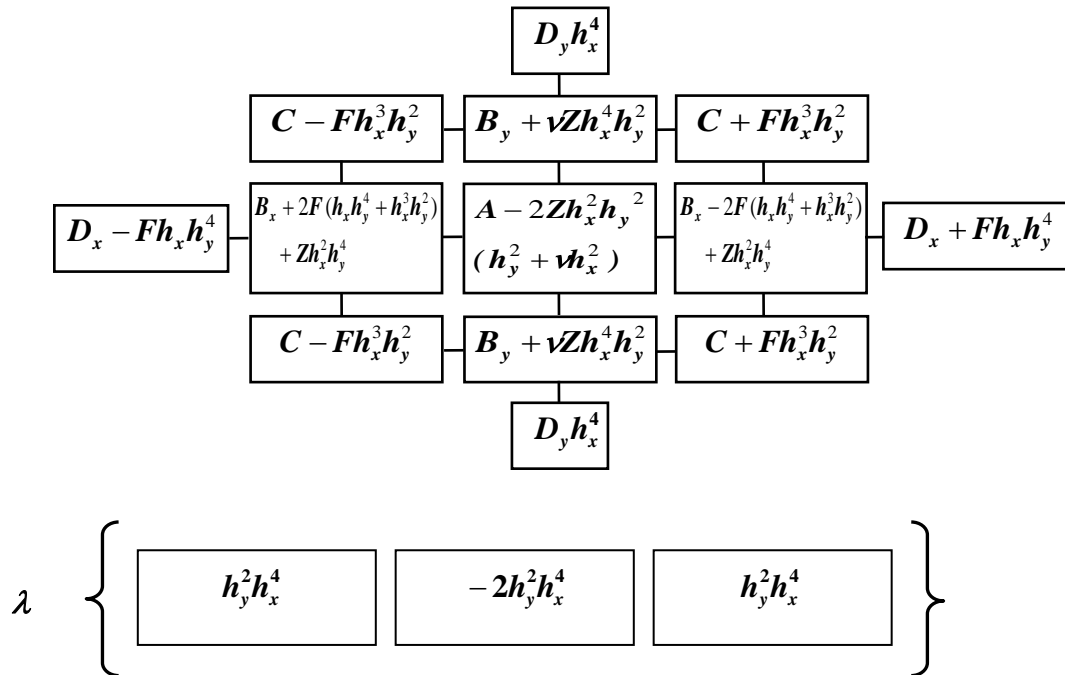 D_y h_x^4
C − F h_x^3 h_y^2
B_y + νZ h_x^4 h_y^2
C + F h_x^3 h_y^2
D_x − F h_x h_y^4
B_x + 2F(h_x h_y^4 + h_x^3 h_y^2)
+ Z h_x^2 h_y^4
A − 2Z h_x^2 h_y^2
(h_y^2 + νh_x^2)
B_x − 2F(h_x h_y^4 + h_x^3 h_y^2)
+ Z h_x^2 h_y^4
D_x + F h_x h_y^4
C − F h_x^3 h_y^2
B_y + νZ h_x^4 h_y^2
C + F h_x^3 h_y^2
D_y h_x^4
λ { h_y^2 h_x^4 − 2h_y^2 h_x^4 h_y^2 h_x^4 }